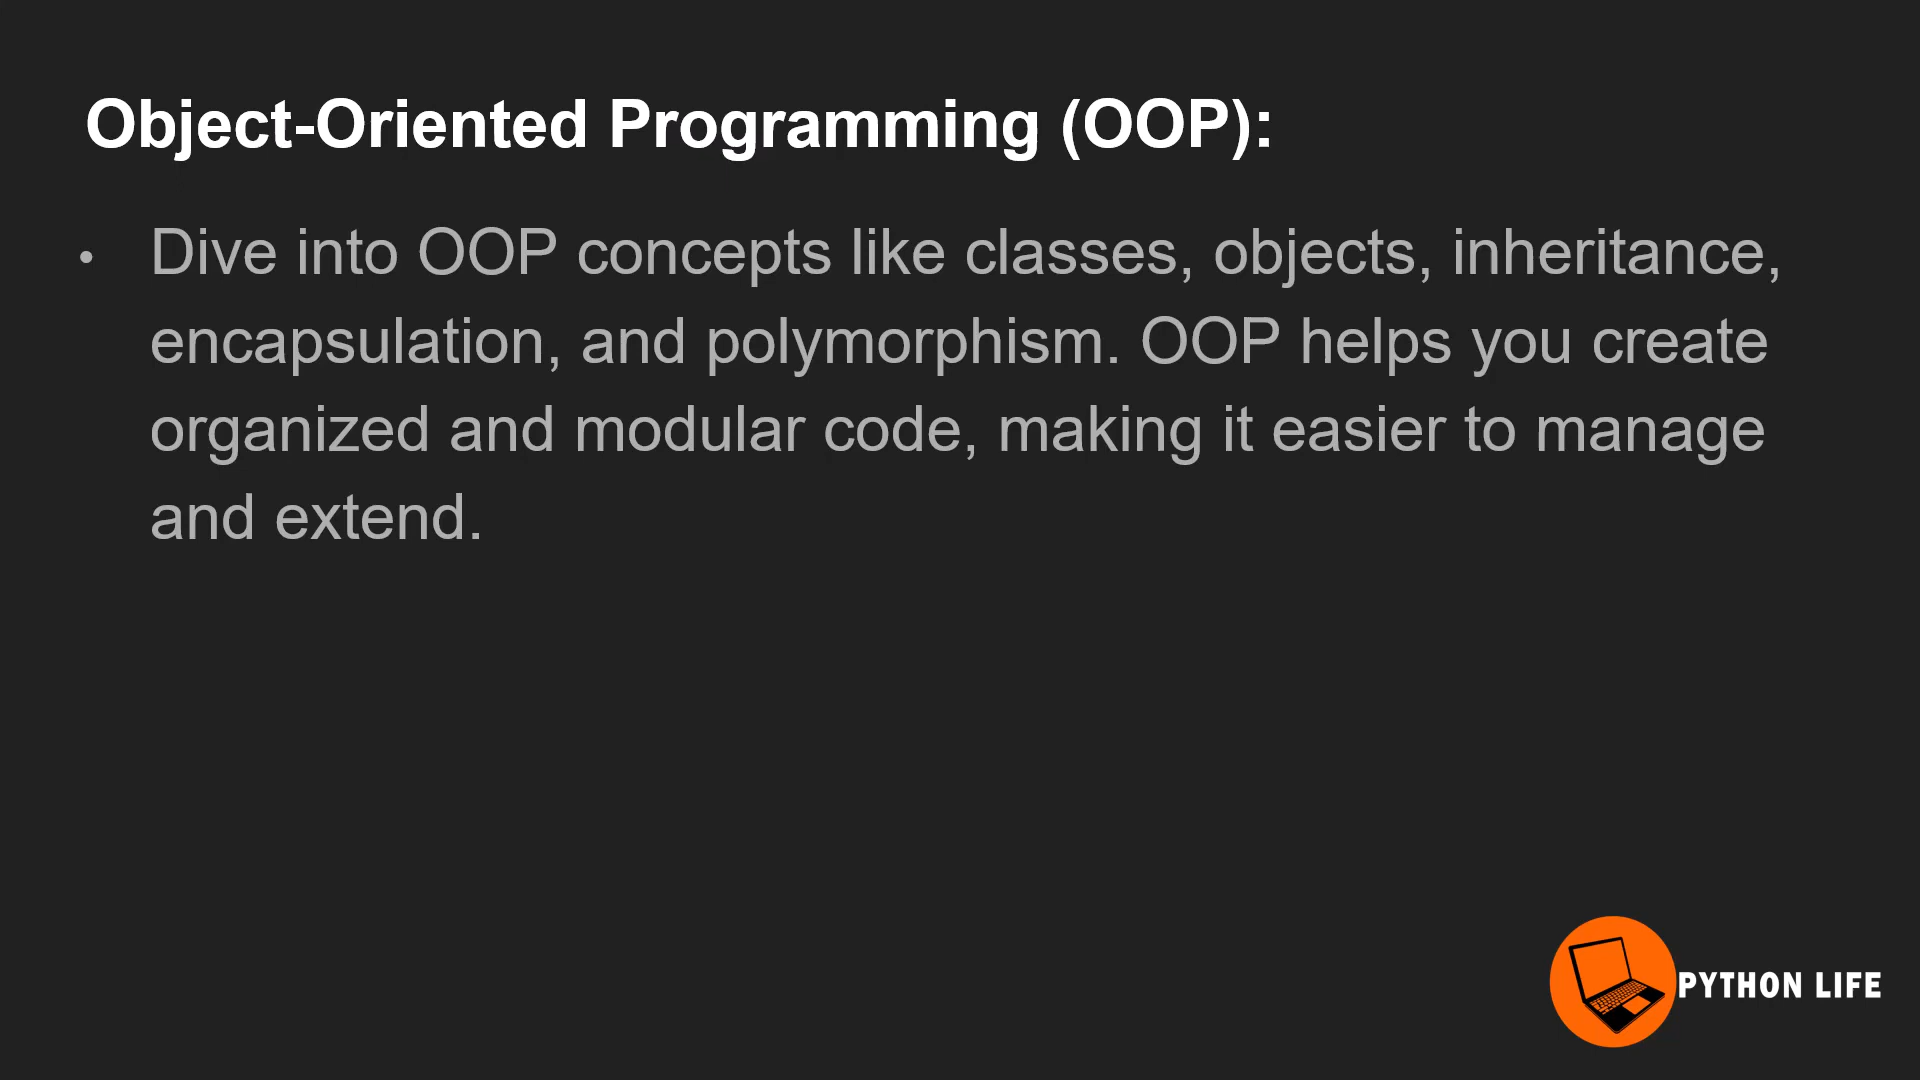 Object-Oriented Programming (OOP):
• Dive into OOP concepts like classes, objects, inheritance,
encapsulation, and polymorphism. OOP helps you create
organized and modular code, making it easier to manage
and extend.
PYTHON LIFE